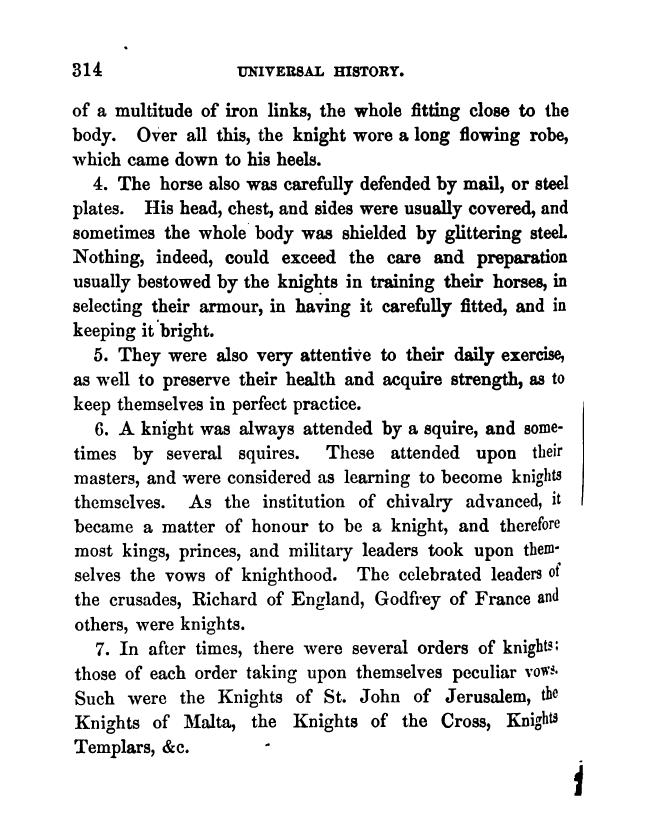 314 UNIVERSAL HISTORY.
of a multitude of iron links, the whole fitting close to the
body. Over all this, the knight wore a long flowing robe,
which came down to his heels.
4. The horse also was carefully defended by mail, or steel
plates. His head, chest, and sides were usually covered, and
sometimes the whole body was shielded by glittering steel.
Nothing, indeed, could exceed the care and preparation
usually bestowed by the knights in training their horses, in
selecting their armour, in having it carefully fitted, and in
keeping it bright.
5. They were also very attentive to their daily exercise,
as well to preserve their health and acquire strength, as to
keep themselves in perfect practice.
6. A knight was always attended by a squire, and some-
times by several squires. These attended upon their
masters, and were considered as learning to become knights
themselves. As the institution of chivalry advanced, it
became a matter of honour to be a knight, and therefore
most kings, princes, and military leaders took upon them-
selves the vows of knighthood. The celebrated leaders of
the crusades, Richard of England, Godfrey of France and
others, were knights.
7. In after times, there were several orders of knights;
those of each order taking upon themselves peculiar vows.
Such were the Knights of St. John of Jerusalem, the
Knights of Malta, the Knights of the Cross, Knights
Templars, &c.